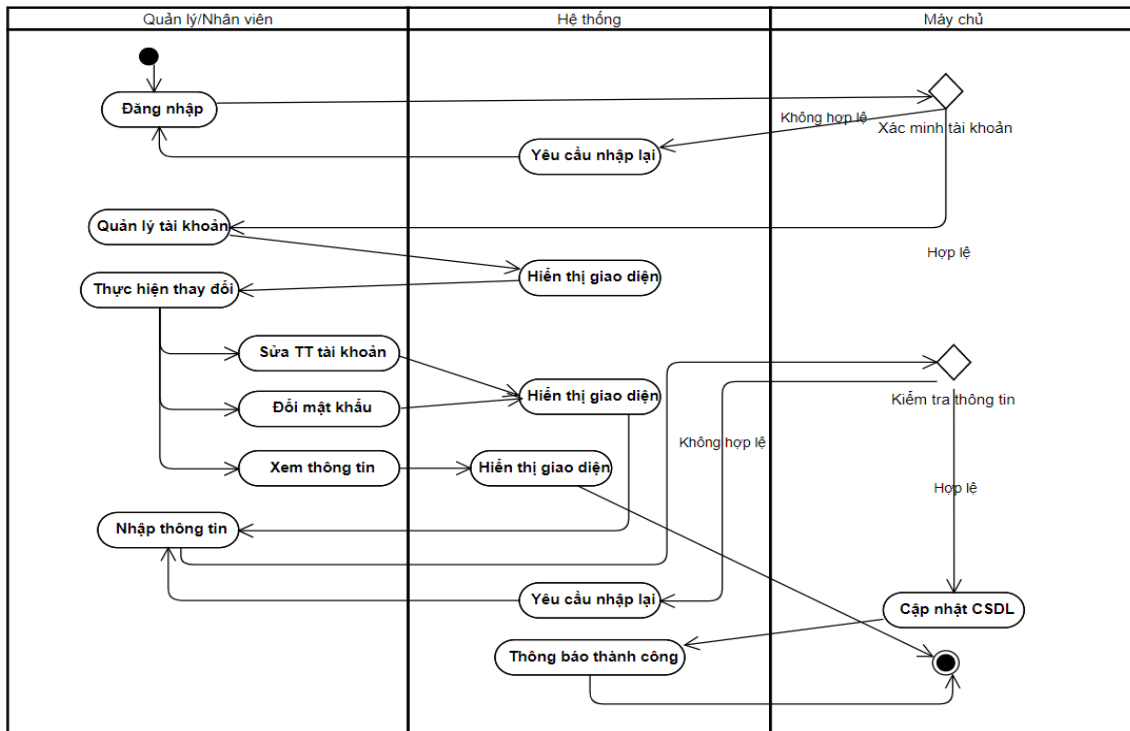 Quản lý/Nhân viên
Hệ thống
Máy chủ
Đăng nhập
Không hợp lệ
Xác minh tài khoản
Yêu cầu nhập lại
Quản lý tài khoản
Hợp lệ
Hiển thị giao diện
Thực hiện thay đổi
Sửa TT tài khoản
Hiển thị giao diện
Đổi mật khẩu
Kiểm tra thông tin
Không hợp lệ
Xem thông tin
Hiển thị giao diện
Hợp lệ
Nhập thông tin
Yêu cầu nhập lại
Cập nhật CSDL
Thông báo thành công